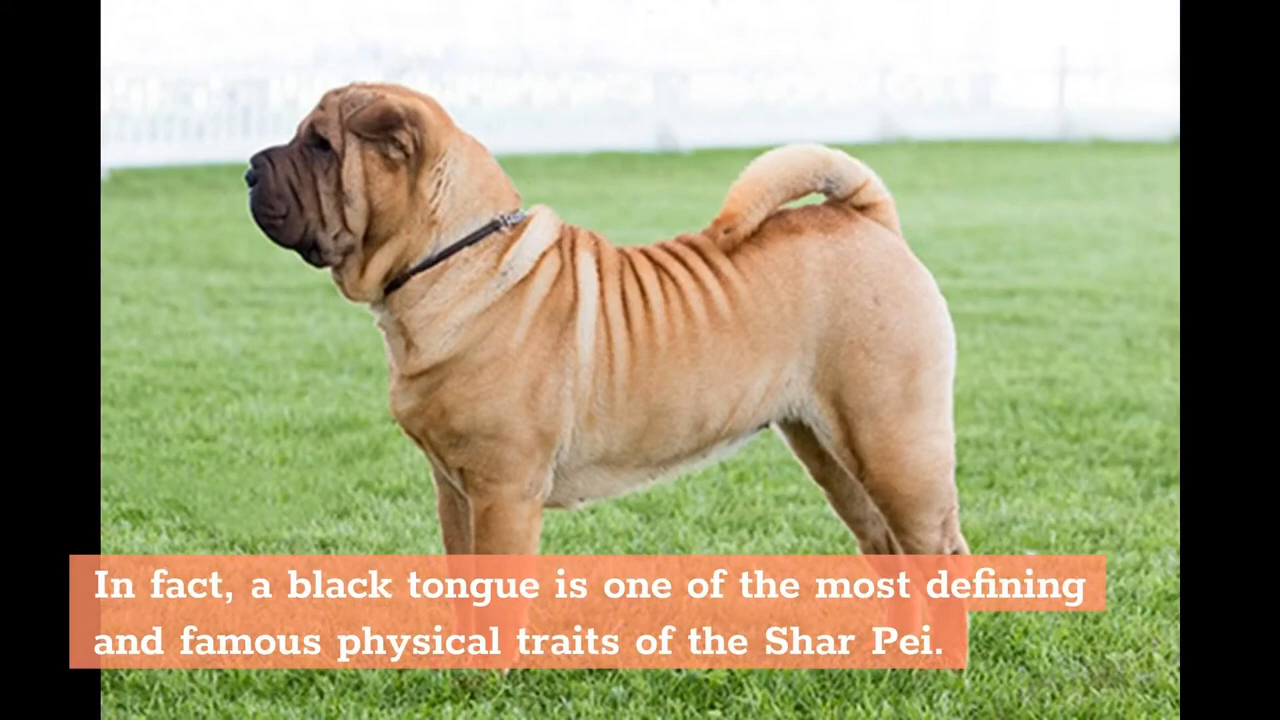 In fact, a black tongue is one of the most defining
and famous physical traits of the Shar Pei.